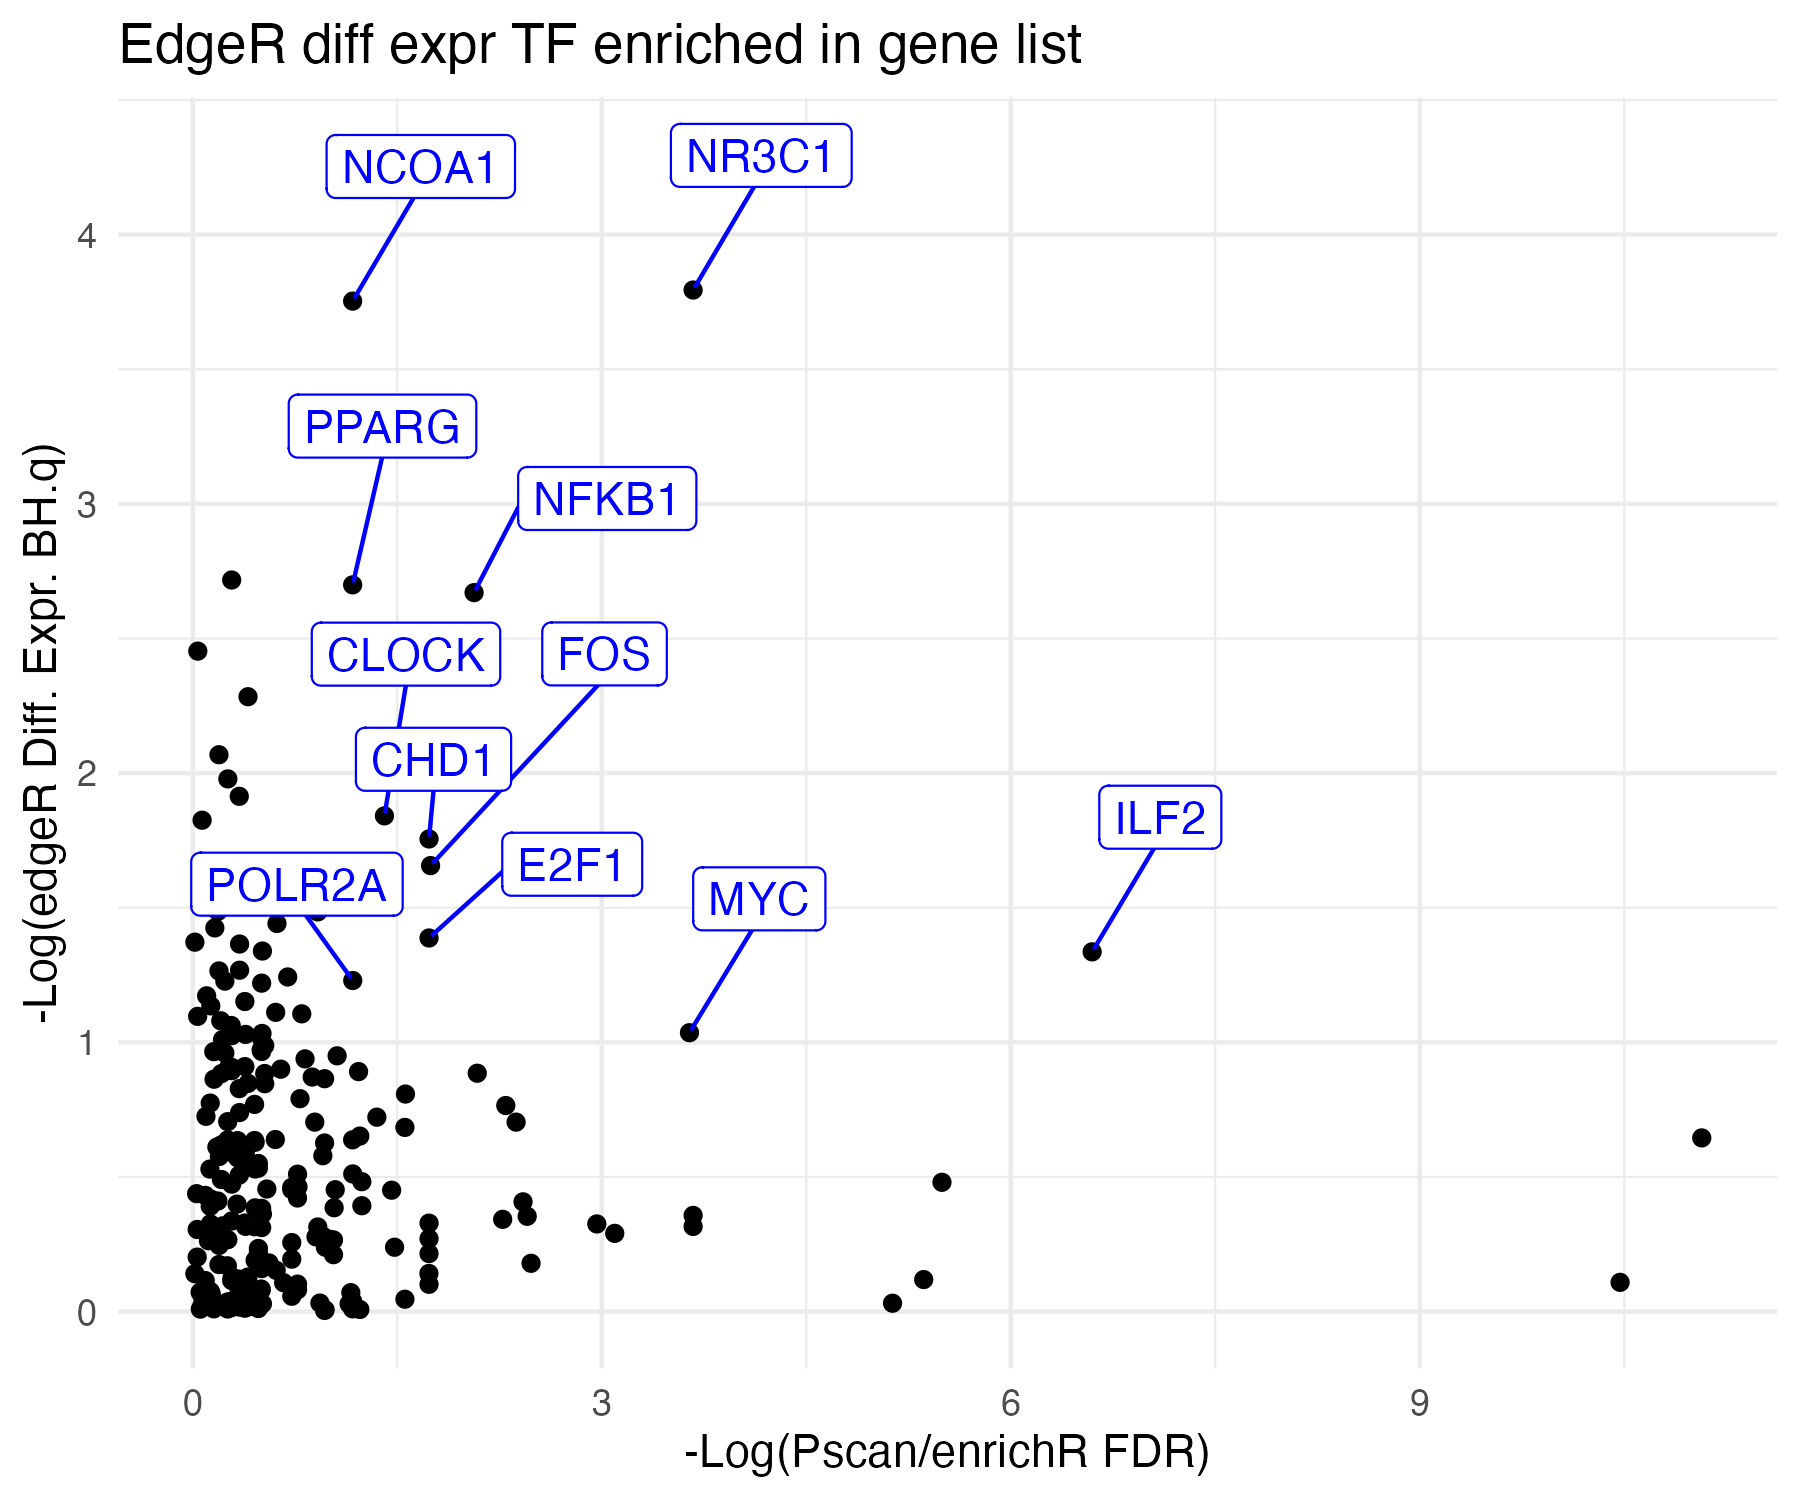 EdgeR diff expr TF enriched in gene list
NCOA1
NR3C1
PPARG
NFKB1
CLOCK
FOS
CHD1
ILF2
POLR2A
E2F1
MYC
4
3
2
1
0
-Log(edgeR Diff. Expr. BH.q)
0
3
6
9
-Log(Pscan/enrichR FDR)